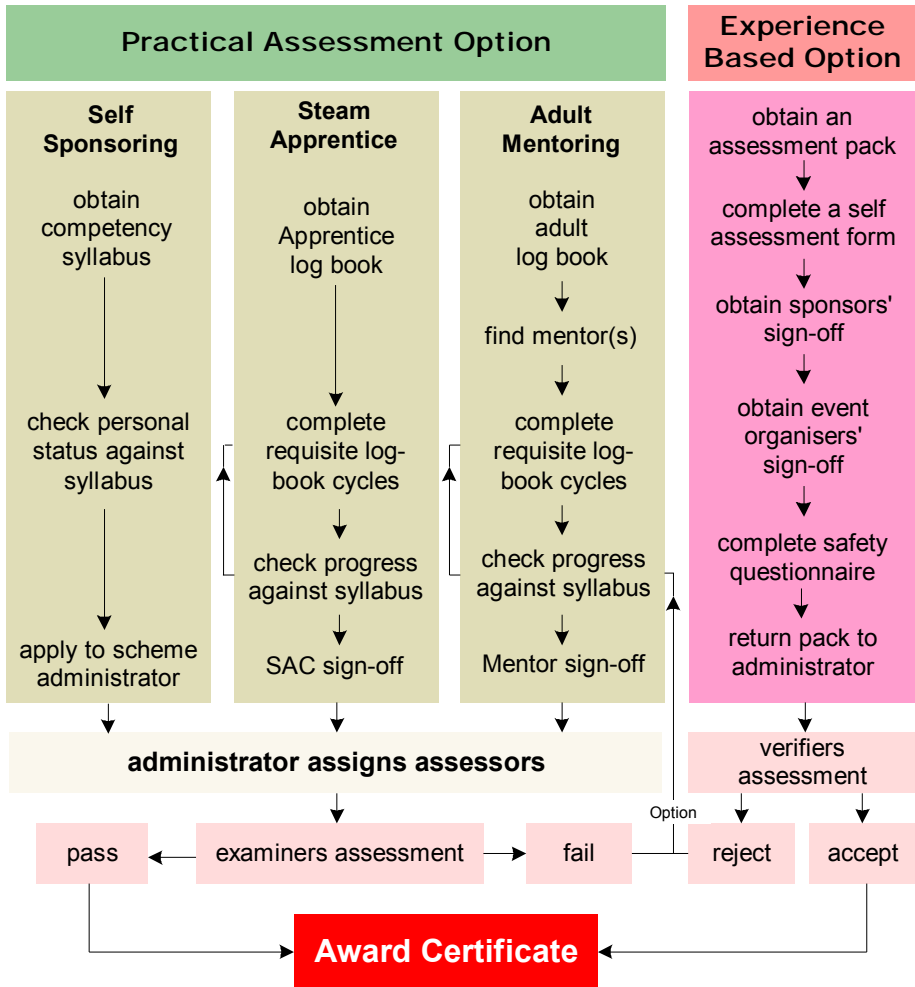 Practical Assessment Option
Experience
Based Option
Self
Sponsoring
obtain
competency
syllabus
check personal
status against
syllabus
apply to scheme
administrator
Steam
Apprentice
obtain
Apprentice
log book
complete
requisite log-
book cycles
check progress
against syllabus
SAC sign-off
Adult
Mentoring
obtain
adult
log book
find mentor(s)
complete
requisite log-
book cycles
check progress
against syllabus
Mentor sign-off
obtain an
assessment pack
complete a self
assessment form
obtain sponsors'
sign-off
obtain event
organisers'
sign-off
complete safety
questionnaire
return pack to
administrator
administrator assigns assessors
verifiers
assessment
Option
pass
examiners assessment
fail
reject
accept
Award Certificate